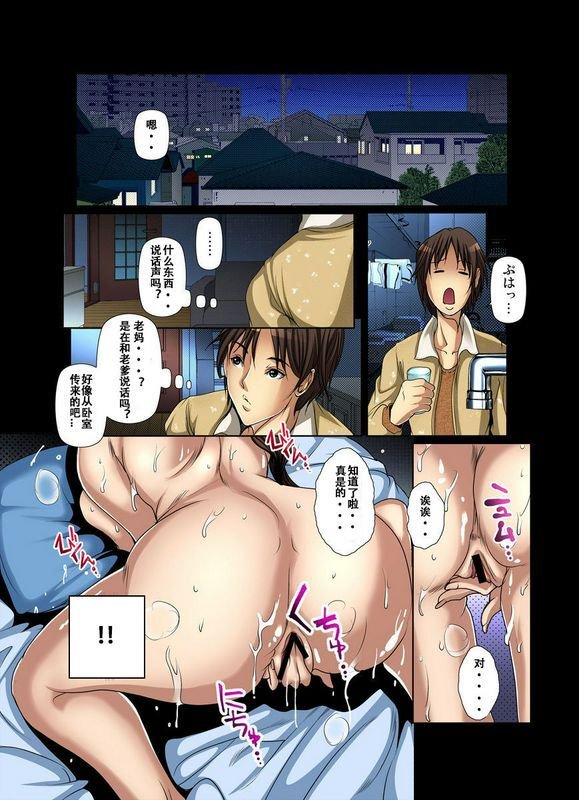 嗯・・
ぷはっ…
・・・・・・
什么东西・・
说话声吗？
老妈・・・？
是在和老爹说话吗？
好像从卧室
传来的吧…
知道了啦・・・
真是的・・・・
诶诶・・
ニュム…
对・・・・
!!
くちゅ…
にちゅ…